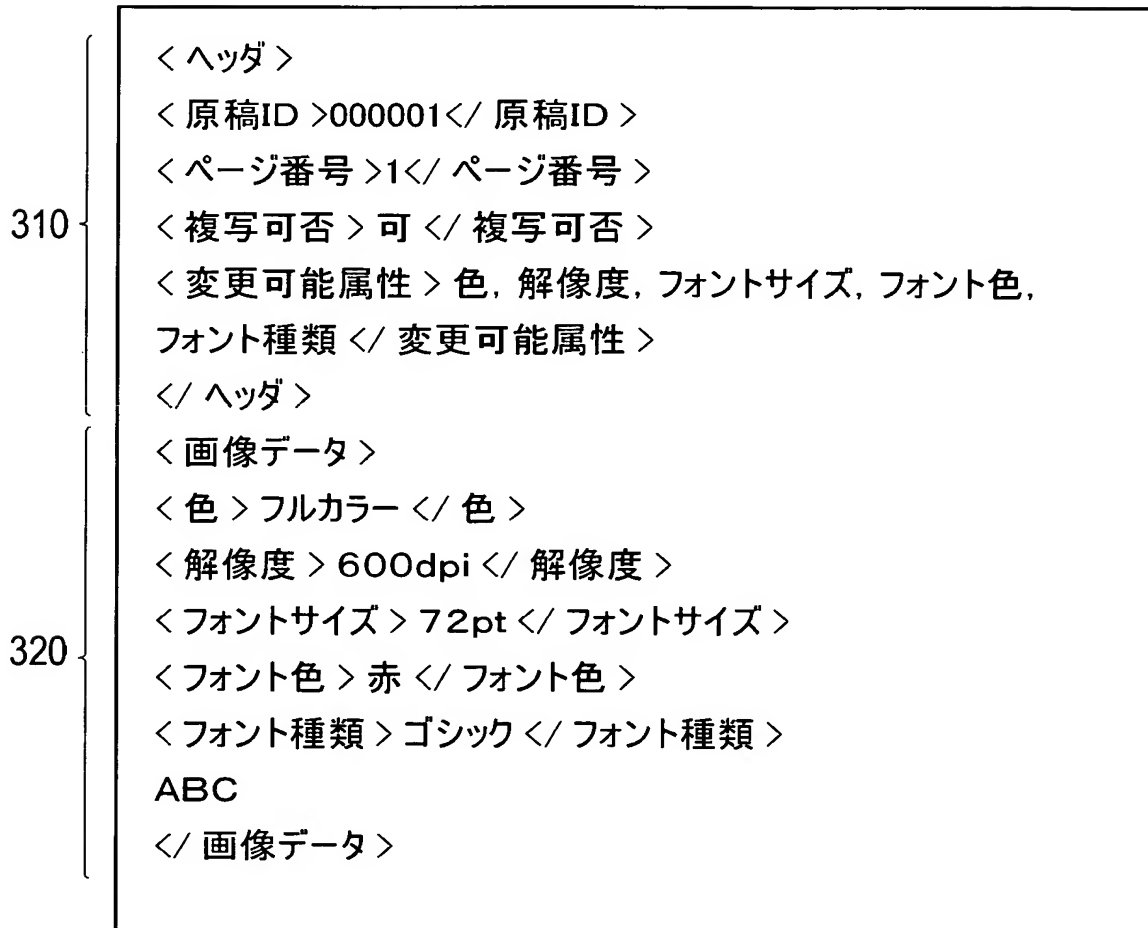 <ヘッダ>
<原稿ID>000001</原稿ID>
<ページ番号>1</ページ番号>
310
<複写可否>可</複写可否>
<変更可能属性>色, 解像度, フォントサイズ, フォント色,
フォント種類</変更可能属性>
</ヘッダ>
<画像データ>
<色>フルカラー</色>
<解像度>600dpi</解像度>
<フォントサイズ>72pt</フォントサイズ>
320
<フォント色>赤</フォント色>
<フォント種類>ゴシック</フォント種類>
ABC
</画像データ>